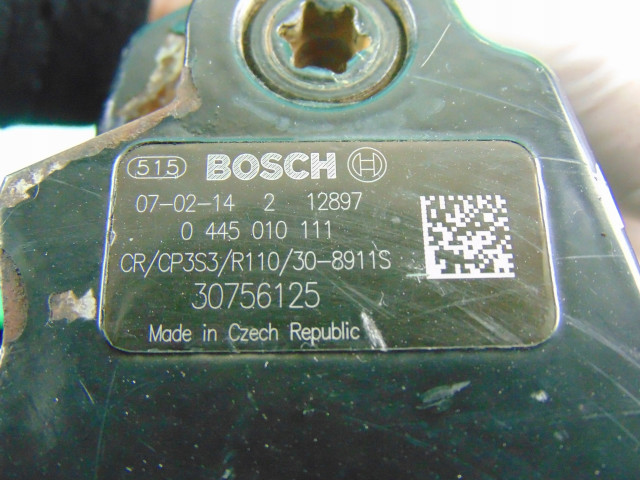 515 BOSCH
07-02-14 2 12897
0 445 010 111
CR/CP3S3/R110/30-8911S
30756125
Made in Czech Republic